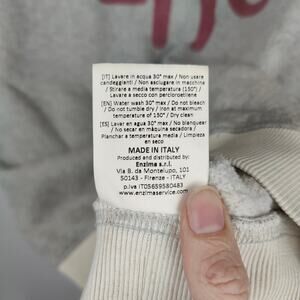 [IT] Lavare in acqua 30° max / Non usare
candeggianti / Non asciugare in macchina
/ Stirare a media temperatura (150°) /
Lavare a secco con percloroetilene
[EN] Water wash 30° max / Do not bleach
/ Do not tumble dry / Iron at maximum
temperature of 150° / Dry clean
[ES] Lavar en agua 30° max / No blanquear
/ No secar en máquina secadora /
Planchar a temperatura media / Limpieza
en seco
MADE IN ITALY
Produced and distributed by:
Enzima s.r.l.
Via B. da Montelupo, 101
50143 - Firenze - ITALY
p.iva IT05659580483
www.enzimaservice.com